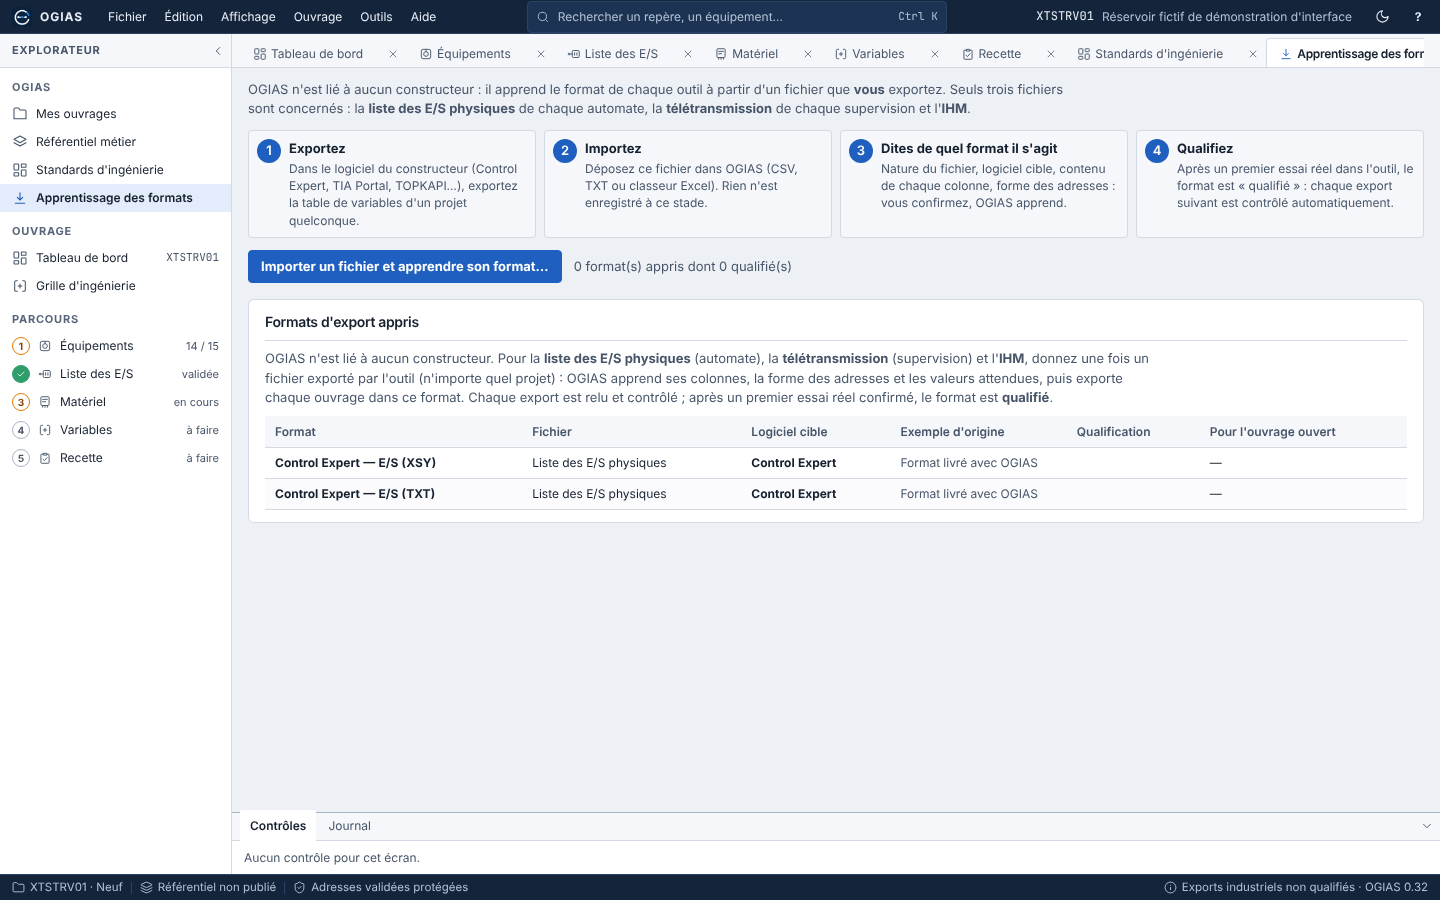 OGIAS Fichier Édition Affichage Ouvrage Outils Aide Rechercher un repère, un équipement... Ctrl K XTSTRV01 Réservoir fictif de démonstration d'interface ?
EXPLORATEUR
Tableau de bord Équipements Liste des E/S Matériel Variables Recette Standards d'ingénierie Apprentissage des forr
OGIAS
Mes ouvrages
Référentiel métier
Standards d'ingénierie
Apprentissage des formats
OUVRAGE
Tableau de bord XTSTRV01
Grille d'ingénierie
PARCOURS
1 Équipements 14 / 15
Liste des E/S validée
3 Matériel en cours
4 Variables à faire
5 Recette à faire
OGIAS n'est lié à aucun constructeur : il apprend le format de chaque outil à partir d'un fichier que vous exportez. Seuls trois fichiers
sont concernés : la liste des E/S physiques de chaque automate, la télétransmission de chaque supervision et l'IHM.
1 Exportez
Dans le logiciel du constructeur (Control
Expert, TIA Portal, TOPKAPI...), exportez
la table de variables d'un projet
quelconque.
2 Importez
Déposez ce fichier dans OGIAS (CSV,
TXT ou classeur Excel). Rien n'est
enregistré à ce stade.
3 Dites de quel format il s'agit
Nature du fichier, logiciel cible, contenu
de chaque colonne, forme des adresses :
vous confirmez, OGIAS apprend.
4 Qualifiez
Après un premier essai réel dans l'outil, le
format est « qualifié » : chaque export
suivant est contrôlé automatiquement.
Importer un fichier et apprendre son format... 0 format(s) appris dont 0 qualifié(s)
Formats d'export appris
OGIAS n'est lié à aucun constructeur. Pour la liste des E/S physiques (automate), la télétransmission (supervision) et l'IHM, donnez une fois un
fichier exporté par l'outil (n'importe quel projet) : OGIAS apprend ses colonnes, la forme des adresses et les valeurs attendues, puis exporte
chaque ouvrage dans ce format. Chaque export est relu et contrôlé ; après un premier essai réel confirmé, le format est qualifié.
Format Fichier Logiciel cible Exemple d'origine Qualification Pour l'ouvrage ouvert
Control Expert — E/S (XSY) Liste des E/S physiques Control Expert Format livré avec OGIAS —
Control Expert — E/S (TXT) Liste des E/S physiques Control Expert Format livré avec OGIAS —
Contrôles Journal
Aucun contrôle pour cet écran.
XTSTRV01 · Neuf Référentiel non publié Adresses validées protégées Exports industriels non qualifiés · OGIAS 0.32